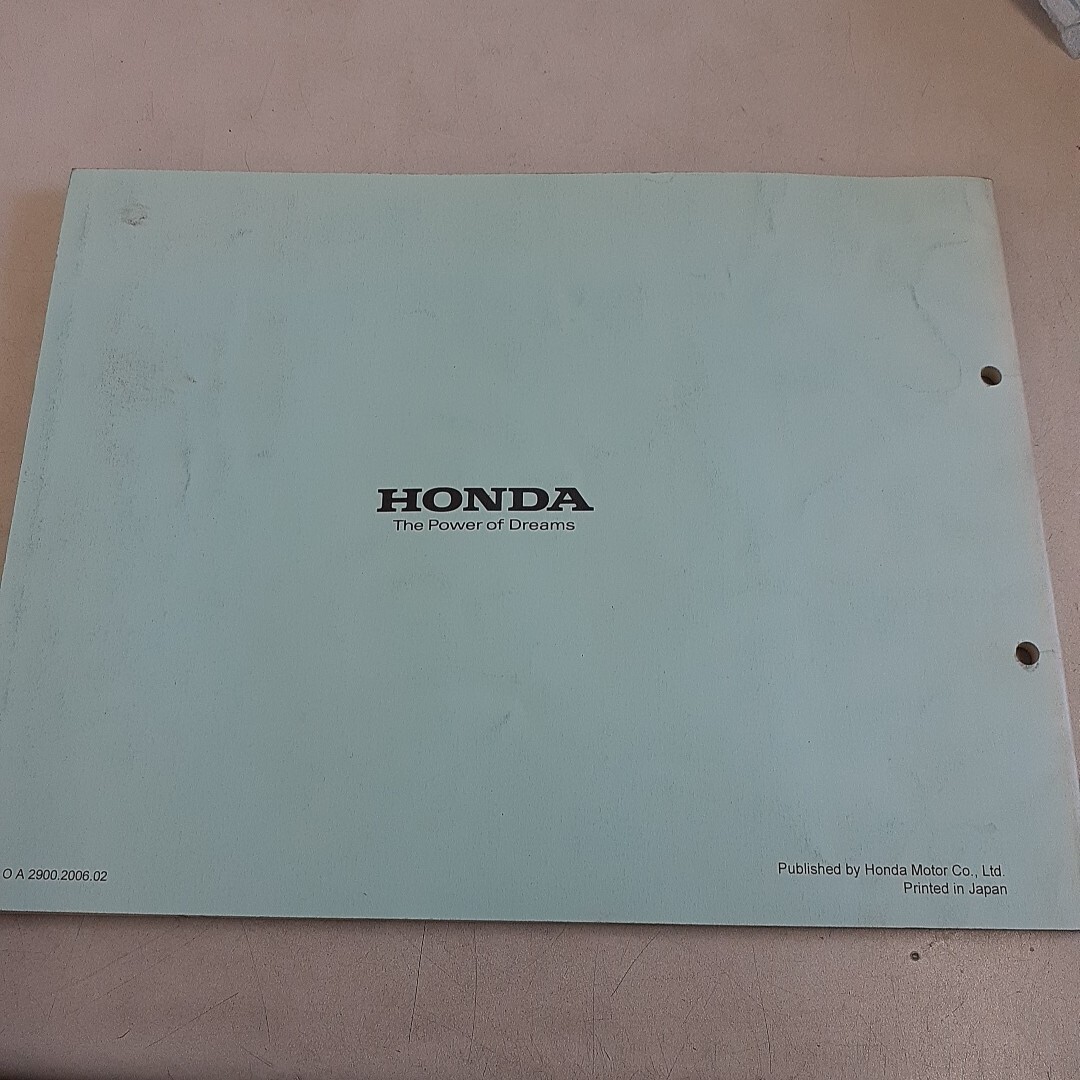 HONDA
The Power of Dreams
O A 2900.2006.02
Published by Honda Motor Co., Ltd.
Printed in Japan